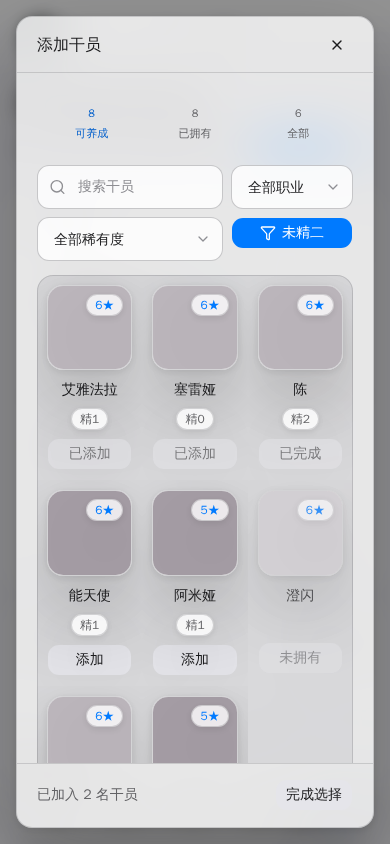 添加干员
8 8 6
可养成 已拥有 全部
搜索干员 全部职业
全部稀有度 未精二
6★ 6★ 6★
艾雅法拉 塞雷娅 陈
精1 精0 精2
已添加 已添加 已完成
6★ 5★ 6★
能天使 阿米娅 澄闪
精1 精1
添加 添加 未拥有
6★ 5★
已加入 2 名干员 完成选择